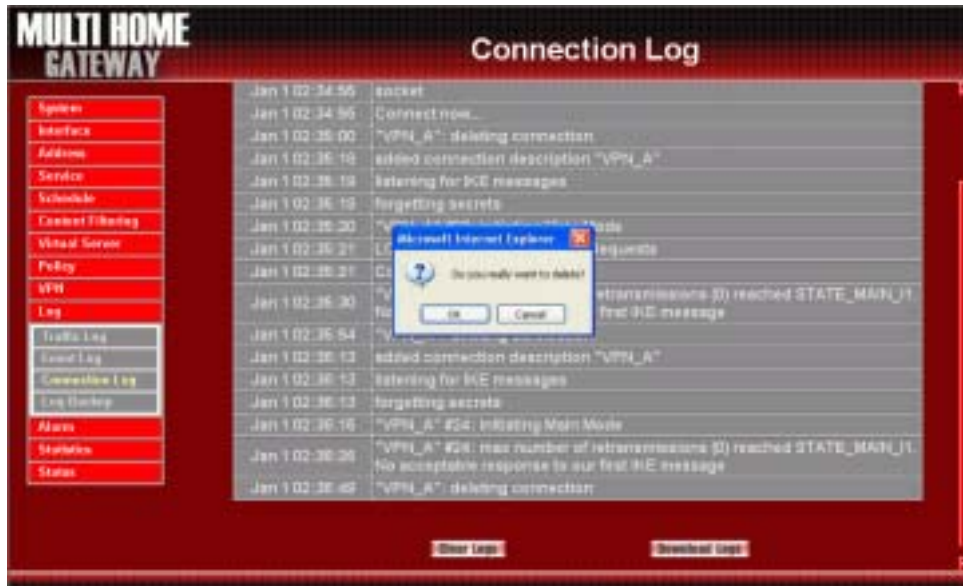 MULTI HOME
GATEWAY
Connection Log
System
Interface
Address
Service
Schedule
Content Filtering
Virtual Server
Policy
VPN
Log
Traffic Log
Event Log
Connection Log
Log Backup
Alarm
Statistics
Status
Jan 1 02:34:56 socket
Jan 1 02:34:56 Connect now...
Jan 1 02:35:00 "VPN_A": deleting connection
Jan 1 02:35:18 added connection description "VPN_A"
Jan 1 02:35:19 listening for IKE messages
Jan 1 02:35:19 forgetting secrets
Jan 1 02:35:20 Mode
Jan 1 02:35:21 requests
Jan 1 02:35:21
Jan 1 02:35:30 retransmissions (0) reached STATE_MAIN_I1.
No first IKE message
Jan 1 02:35:54
Jan 1 02:36:13 added connection description "VPN_A"
Jan 1 02:36:13 listening for IKE messages
Jan 1 02:36:13 forgetting secrets
Jan 1 02:36:16 "VPN_A" #24: initiating Main Mode
Jan 1 02:36:26 "VPN_A" #24: max number of retransmissions (0) reached STATE_MAIN_I1.
No acceptable response to our first IKE message
Jan 1 02:36:49 "VPN_A": deleting connection
Microsoft Internet Explorer
Do you really want to delete?
OK Cancel
Clear Logs Download Logs